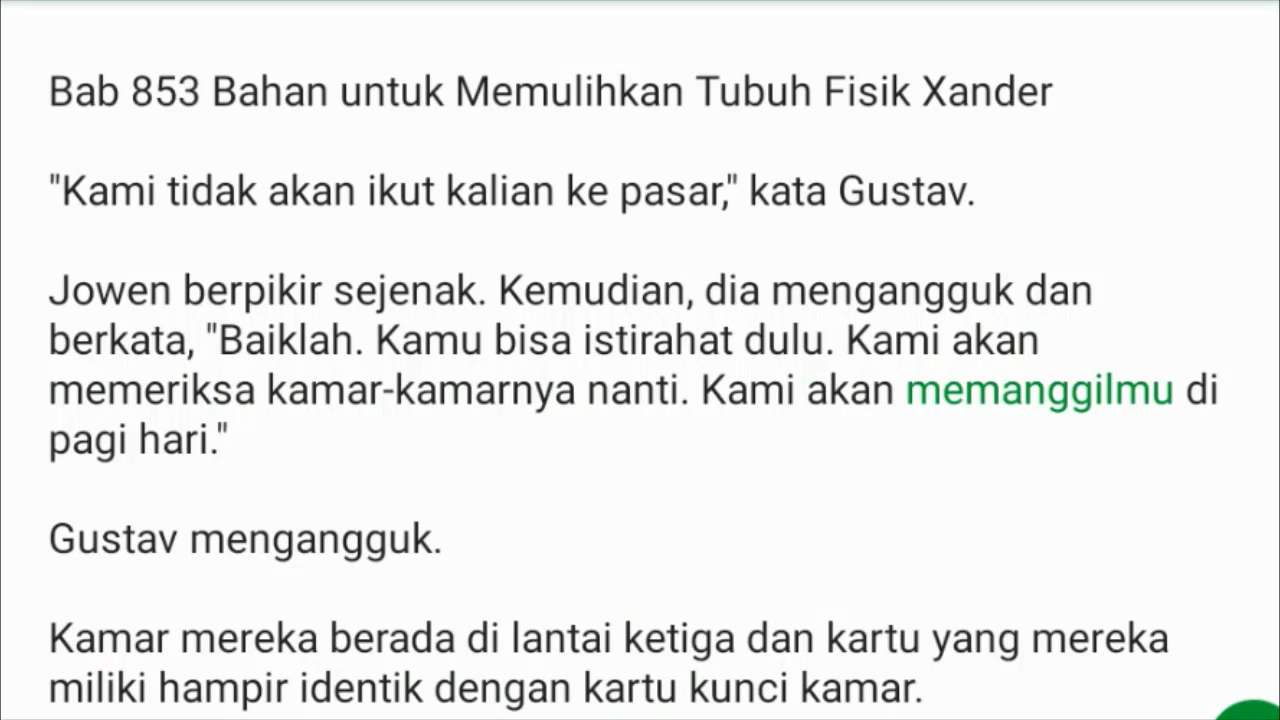 Bab 853 Bahan untuk Memulihkan Tubuh Fisik Xander
"Kami tidak akan ikut kalian ke pasar," kata Gustav.
Jowen berpikir sejenak. Kemudian, dia mengangguk dan
berkata, "Baiklah. Kamu bisa istirahat dulu. Kami akan
memeriksa kamar-kamarnya nanti. Kami akan memanggilmu di
pagi hari."
Gustav mengangguk.
Kamar mereka berada di lantai ketiga dan kartu yang mereka
miliki hampir identik dengan kartu kunci kamar.